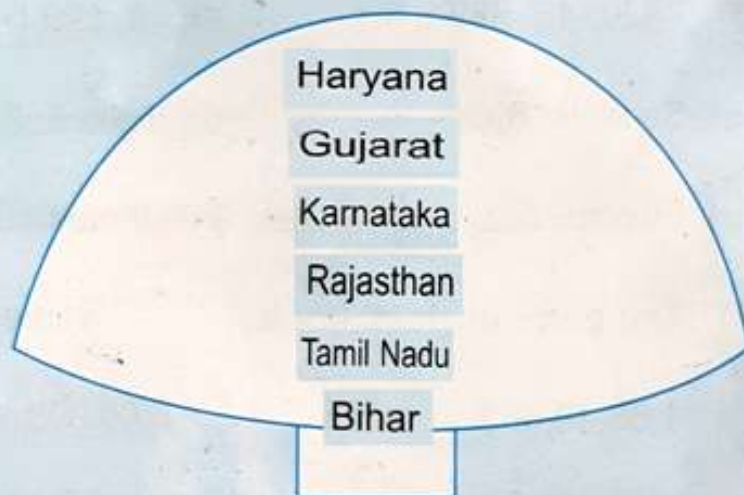 Haryana
Gujarat
Karnataka
Rajasthan
Tamil Nadu
Bihar